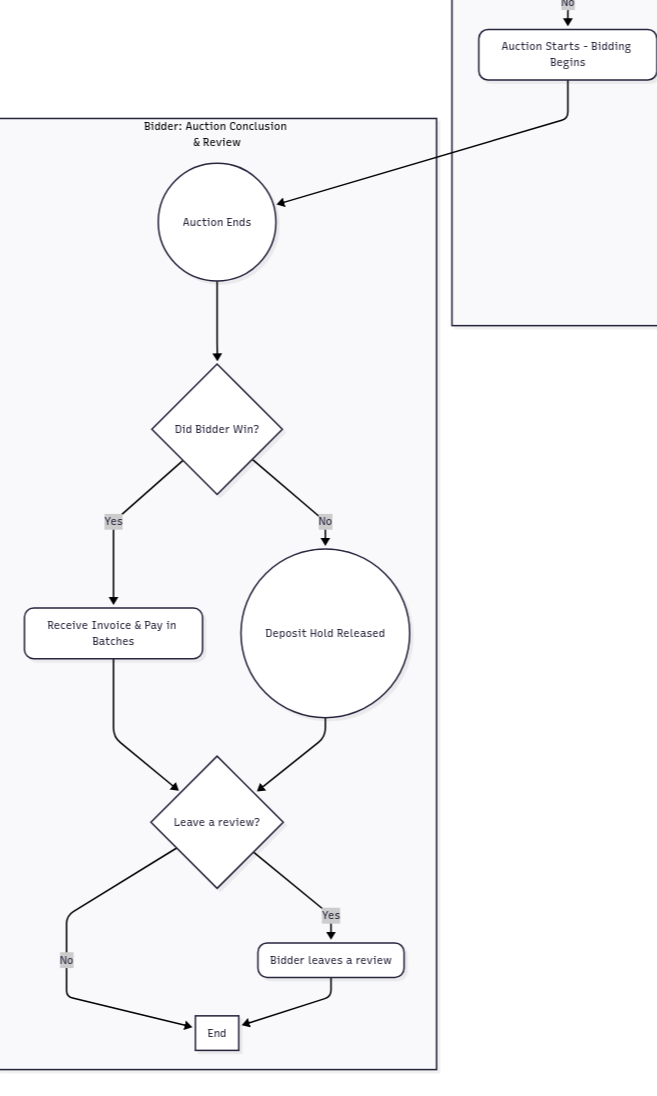 No
Auction Starts - Bidding
Begins
Bidder: Auction Conclusion
& Review
Auction Ends
Did Bidder Win?
Yes
No
Receive Invoice & Pay in
Batches
Deposit Hold Released
Leave a review?
Yes
No
Bidder leaves a review
End